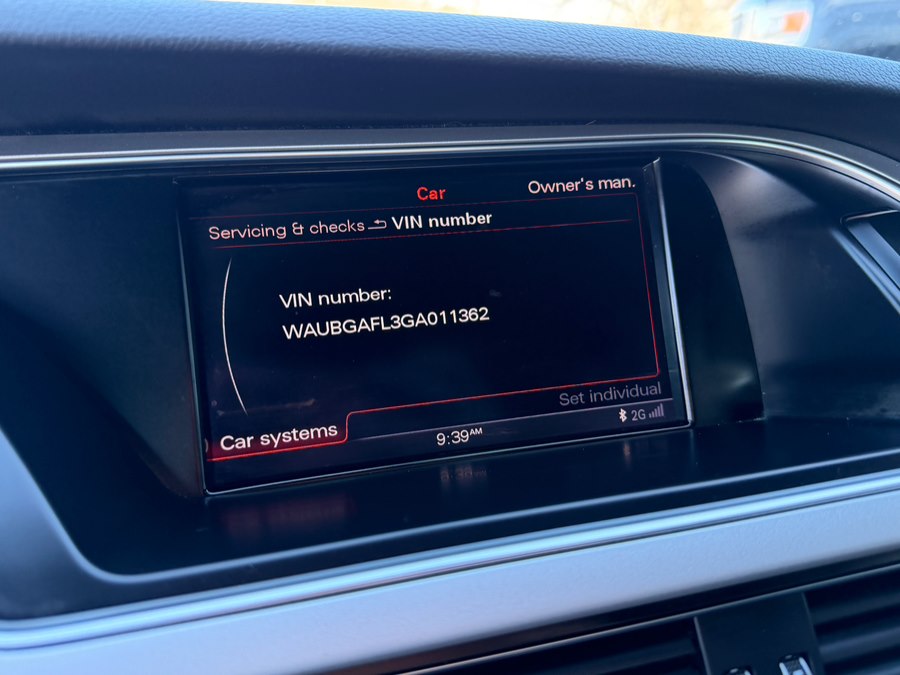 Car
Owner's man.
Servicing & checks VIN number
VIN number:
WAUBGAFL3GA011362
Set individual
Car systems
9:39AM
2G